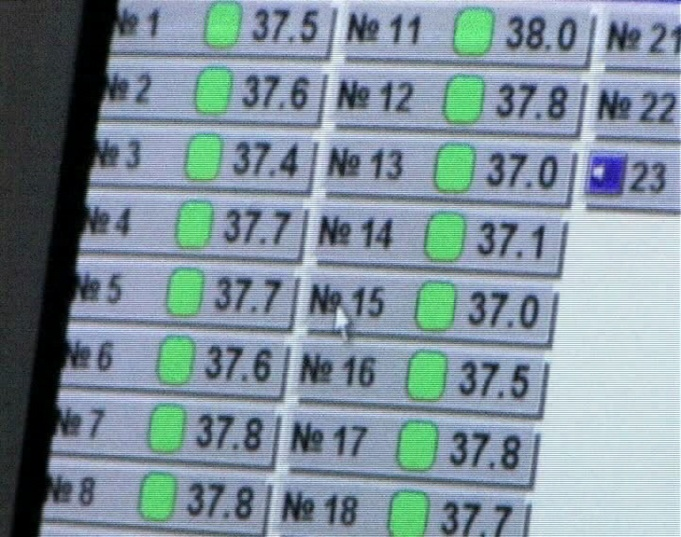 № 1 37.5 № 11 38.0 № 21
№ 2 37.6 № 12 37.8 № 22
№ 3 37.4 № 13 37.0 23
№ 4 37.7 № 14 37.1
№ 5 37.7 № 15 37.0
№ 6 37.6 № 16 37.5
№ 7 37.8 № 17 37.8
№ 8 37.8 № 18 37.7